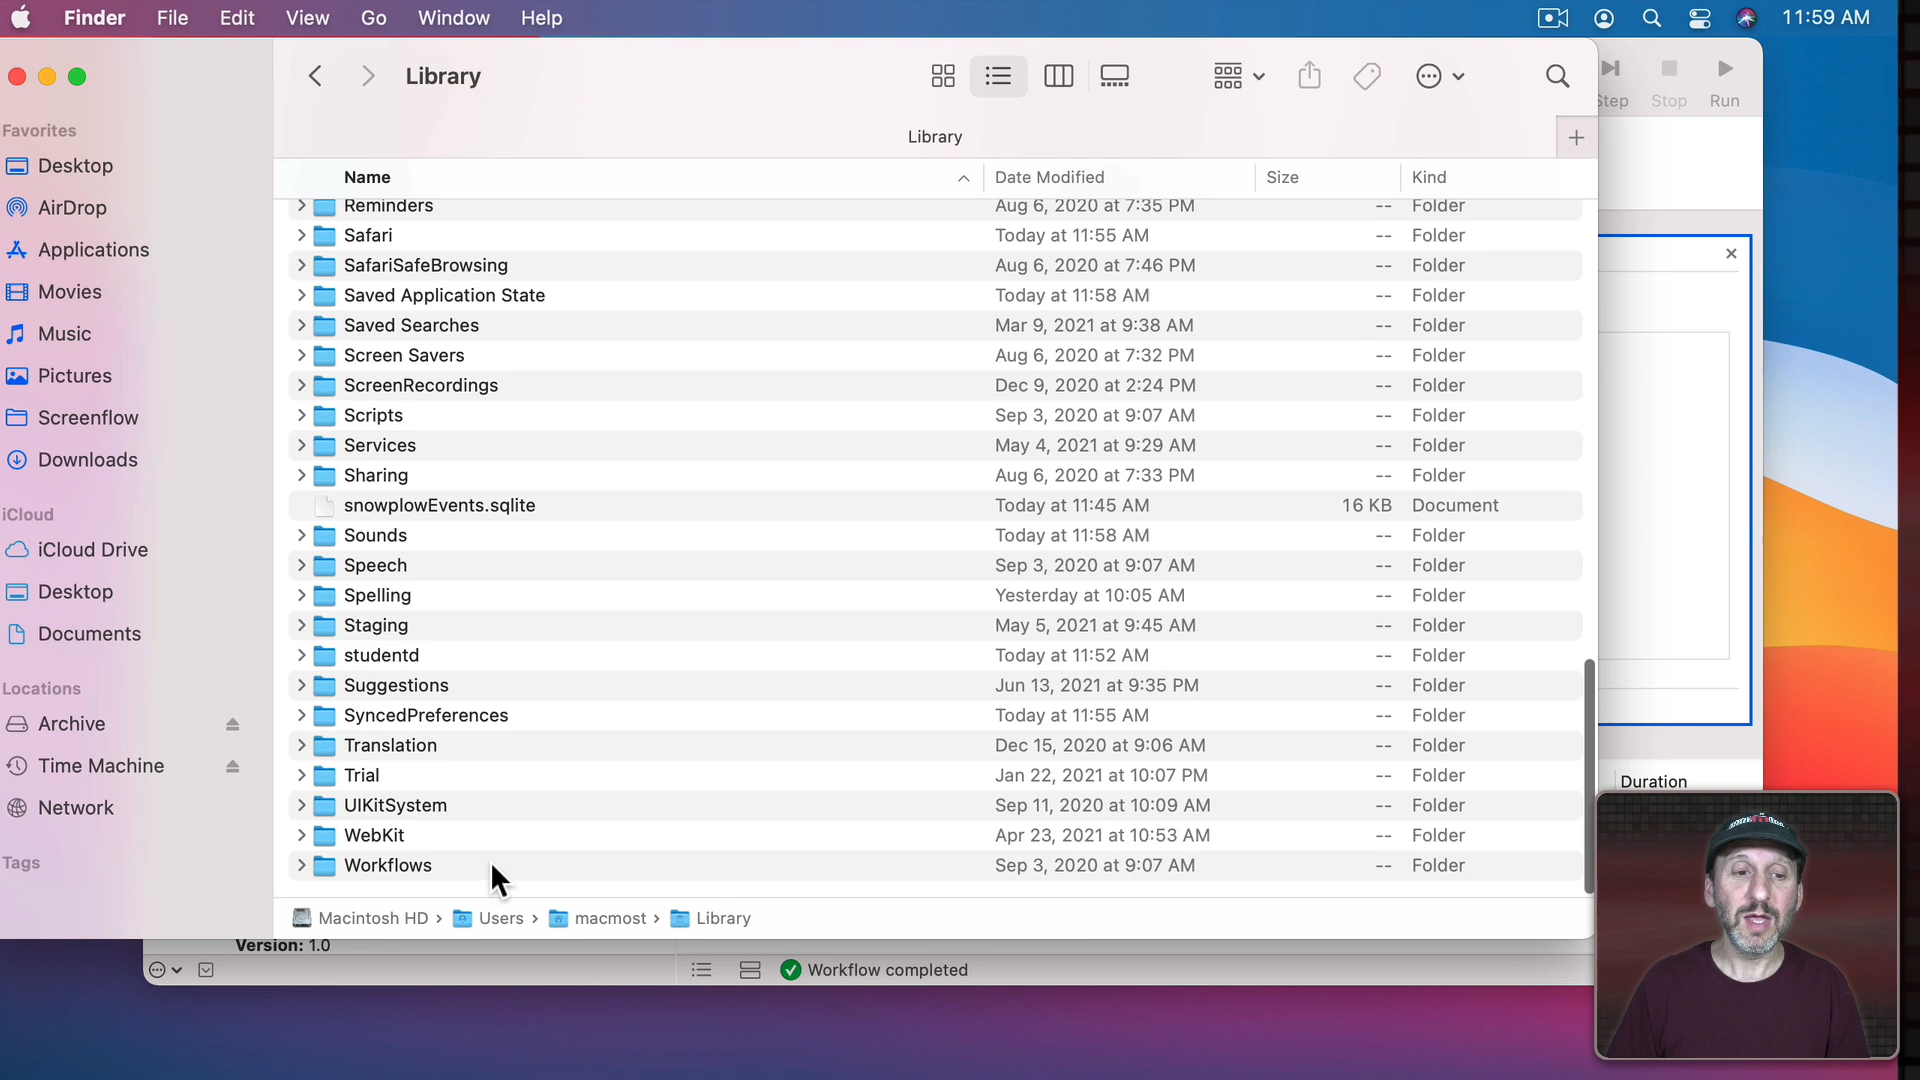 Finder File Edit View Go Window Help 11:59 AM
Library
Step Stop Run
Library
Name Date Modified Size Kind
Favorites
Desktop
AirDrop
Applications
Movies
Music
Pictures
Screenflow
Downloads
iCloud
iCloud Drive
Desktop
Documents
Locations
Archive
Time Machine
Network
Tags
Reminders Aug 6, 2020 at 7:35 PM -- Folder
Safari Today at 11:55 AM -- Folder
SafariSafeBrowsing Aug 6, 2020 at 7:46 PM -- Folder
Saved Application State Today at 11:58 AM -- Folder
Saved Searches Mar 9, 2021 at 9:38 AM -- Folder
Screen Savers Aug 6, 2020 at 7:32 PM -- Folder
ScreenRecordings Dec 9, 2020 at 2:24 PM -- Folder
Scripts Sep 3, 2020 at 9:07 AM -- Folder
Services May 4, 2021 at 9:29 AM -- Folder
Sharing Aug 6, 2020 at 7:33 PM -- Folder
snowplowEvents.sqlite Today at 11:45 AM 16 KB Document
Sounds Today at 11:58 AM -- Folder
Speech Sep 3, 2020 at 9:07 AM -- Folder
Spelling Yesterday at 10:05 AM -- Folder
Staging May 5, 2021 at 9:45 AM -- Folder
studentd Today at 11:52 AM -- Folder
Suggestions Jun 13, 2021 at 9:35 PM -- Folder
SyncedPreferences Today at 11:55 AM -- Folder
Translation Dec 15, 2020 at 9:06 AM -- Folder
Trial Jan 22, 2021 at 10:07 PM -- Folder
UIKitSystem Sep 11, 2020 at 10:09 AM -- Folder
WebKit Apr 23, 2021 at 10:53 AM -- Folder
Workflows Sep 3, 2020 at 9:07 AM -- Folder
Duration
Macintosh HD › Users › macmost › Library
Version: 1.0
Workflow completed